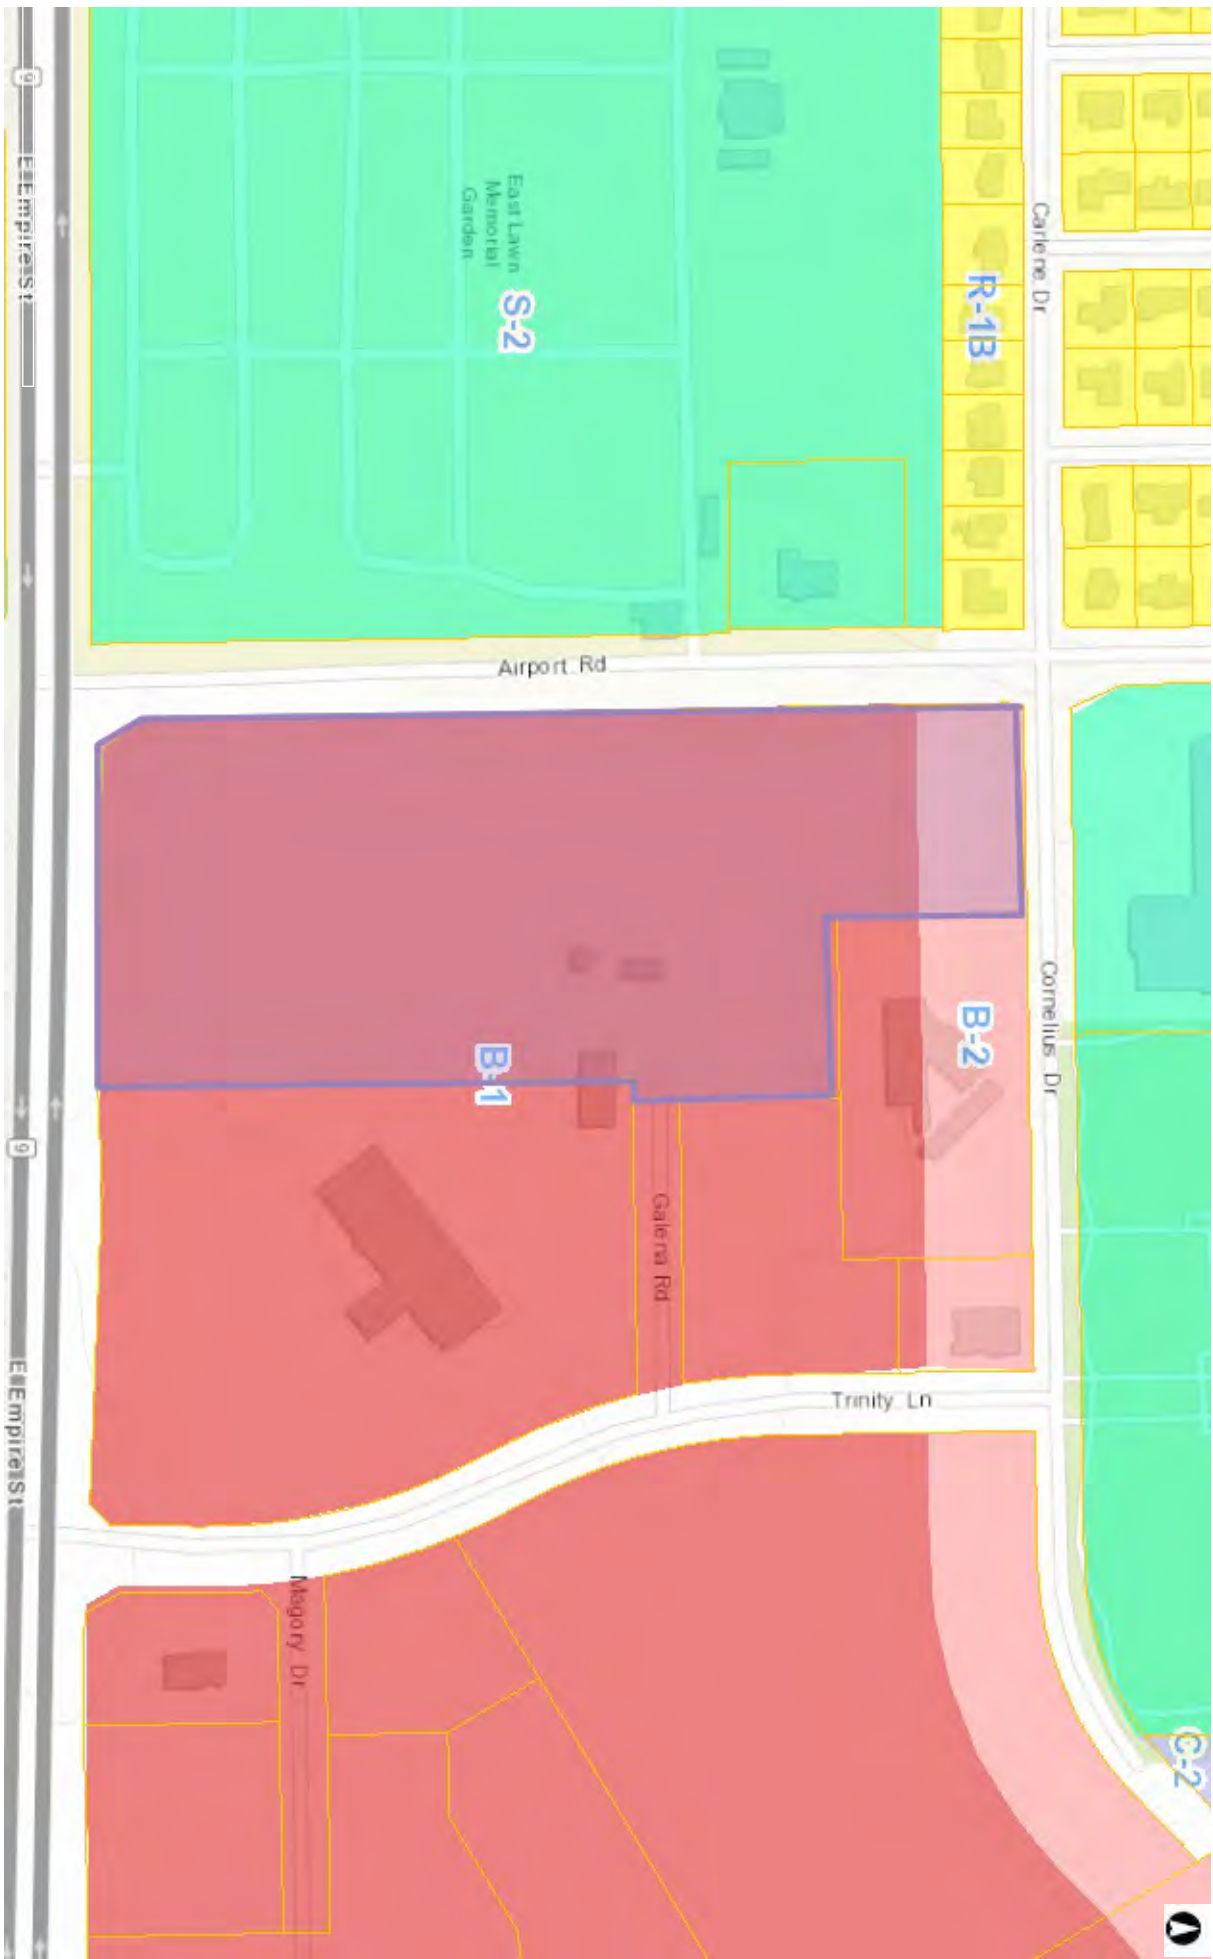 9
E Empire St
East Lawn
Memorial
Garden
S-2
R-1B
Carlene Dr
Airport Rd
Cornelius Dr
B-2
B-1
9
Galena Rd
E Empire St
Trinity Ln
Magory Dr
C-2